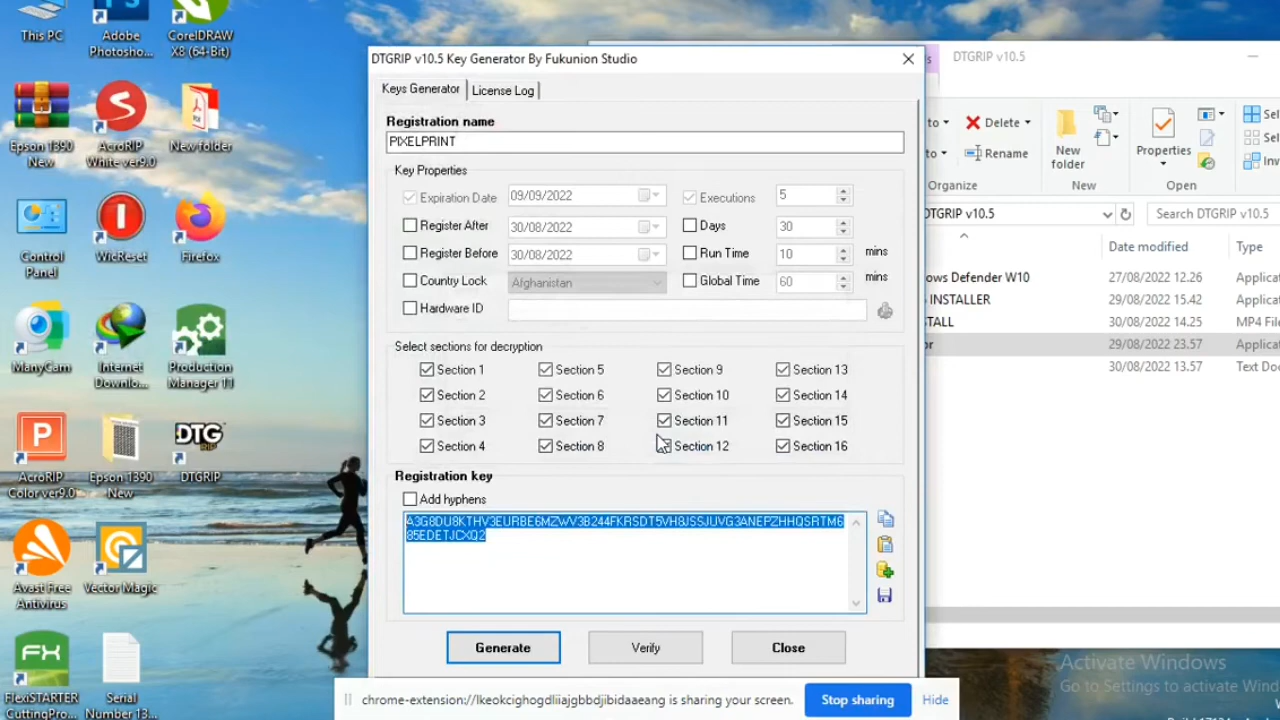 This PC
Adobe Photosho...
CorelDRAW X8 (64-Bit)
Epson 1390 New
AcroRIP White ver9.0
New folder
Control Panel
WicReset
Firefox
ManyCam
Internet Downlo...
Production Manager 11
AcroRIP Color ver9.0
Epson 1390 New
DTG
RIP
DTGRIP
Avast Free Antivirus
Vector Magic
FX
FlexiSTARTER CuttingPro...
Serial Number 13...
DTGRIP v10.5 Key Generator By Fukunion Studio
Keys Generator
License Log
Registration name
PIXELPRINT
Key Properties
Expiration Date 09/09/2022 Executions 5
Register After 30/08/2022 Days 30
Register Before 30/08/2022 Run Time 10 mins
Country Lock Afghanistan Global Time 60 mins
Hardware ID
Select sections for decryption
Section 1 Section 5 Section 9 Section 13
Section 2 Section 6 Section 10 Section 14
Section 3 Section 7 Section 11 Section 15
Section 4 Section 8 Section 12 Section 16
Registration key
Add hyphens
Generate Verify Close
DTGRIP v10.5
to Delete
to Rename
New folder
Properties
Sel
Sel
Inv
Organize New Open
DTGRIP v10.5
Search DTGRIP v10.5
Date modified Type
ows Defender W10 27/08/2022 12.26 Applicat
INSTALLER 29/08/2022 15.42 Applicat
TALL 30/08/2022 14.25 MP4 File
or 29/08/2022 23.57 Applicat
30/08/2022 13.57 Text Doc
Activate Windows
Go to Settings to activate Wind
chrome-extension://lkeokcighogdliiajgbbdjibidaaeang is sharing your screen.
Stop sharing
Hide